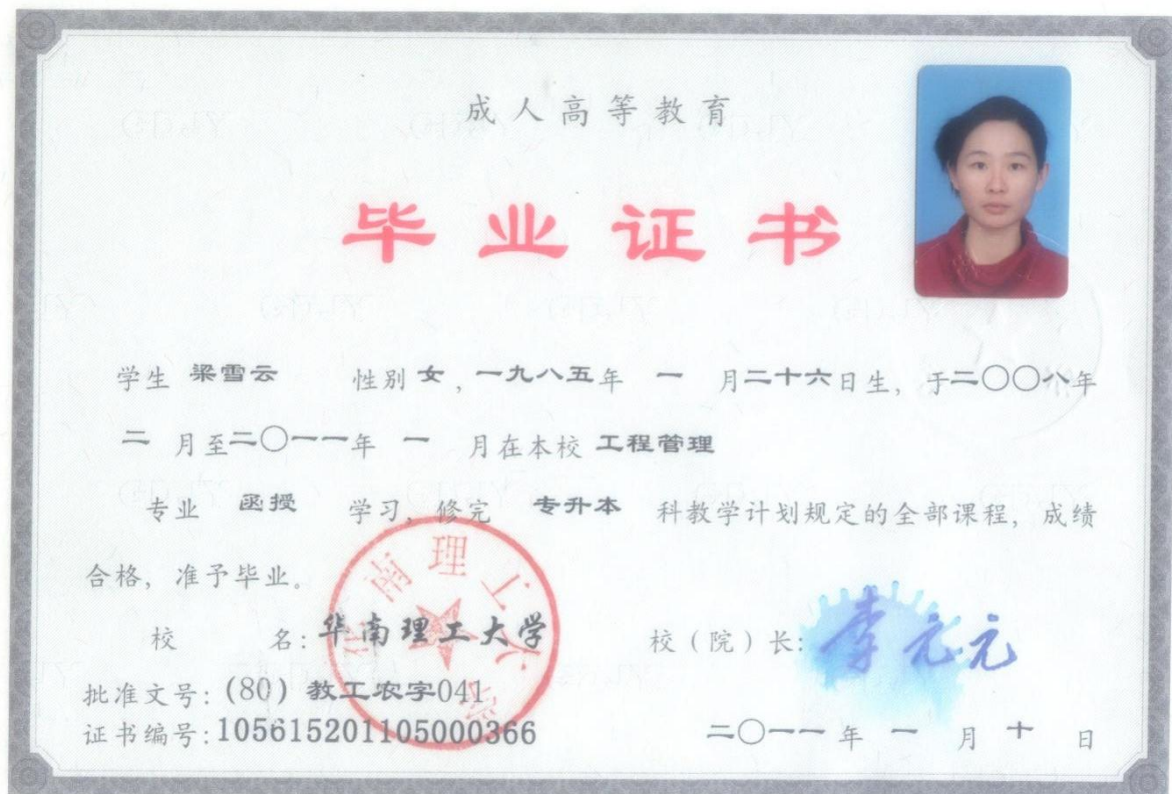 成人高等教育
毕业证书
学生 梁雪云 性别 女，一九八五年 一 月二十六日生，于二〇〇八年
二 月至二〇一一年 一 月在本校 工程管理
专业 函授 学习，修完 专升本 科教学计划规定的全部课程，成绩
合格，准予毕业。
校 名：华南理工大学 校（院）长：李元元
批准文号：(80) 教工农字041
证书编号：105615201105000366 二〇一一 年 一 月 十 日
华南理工大学